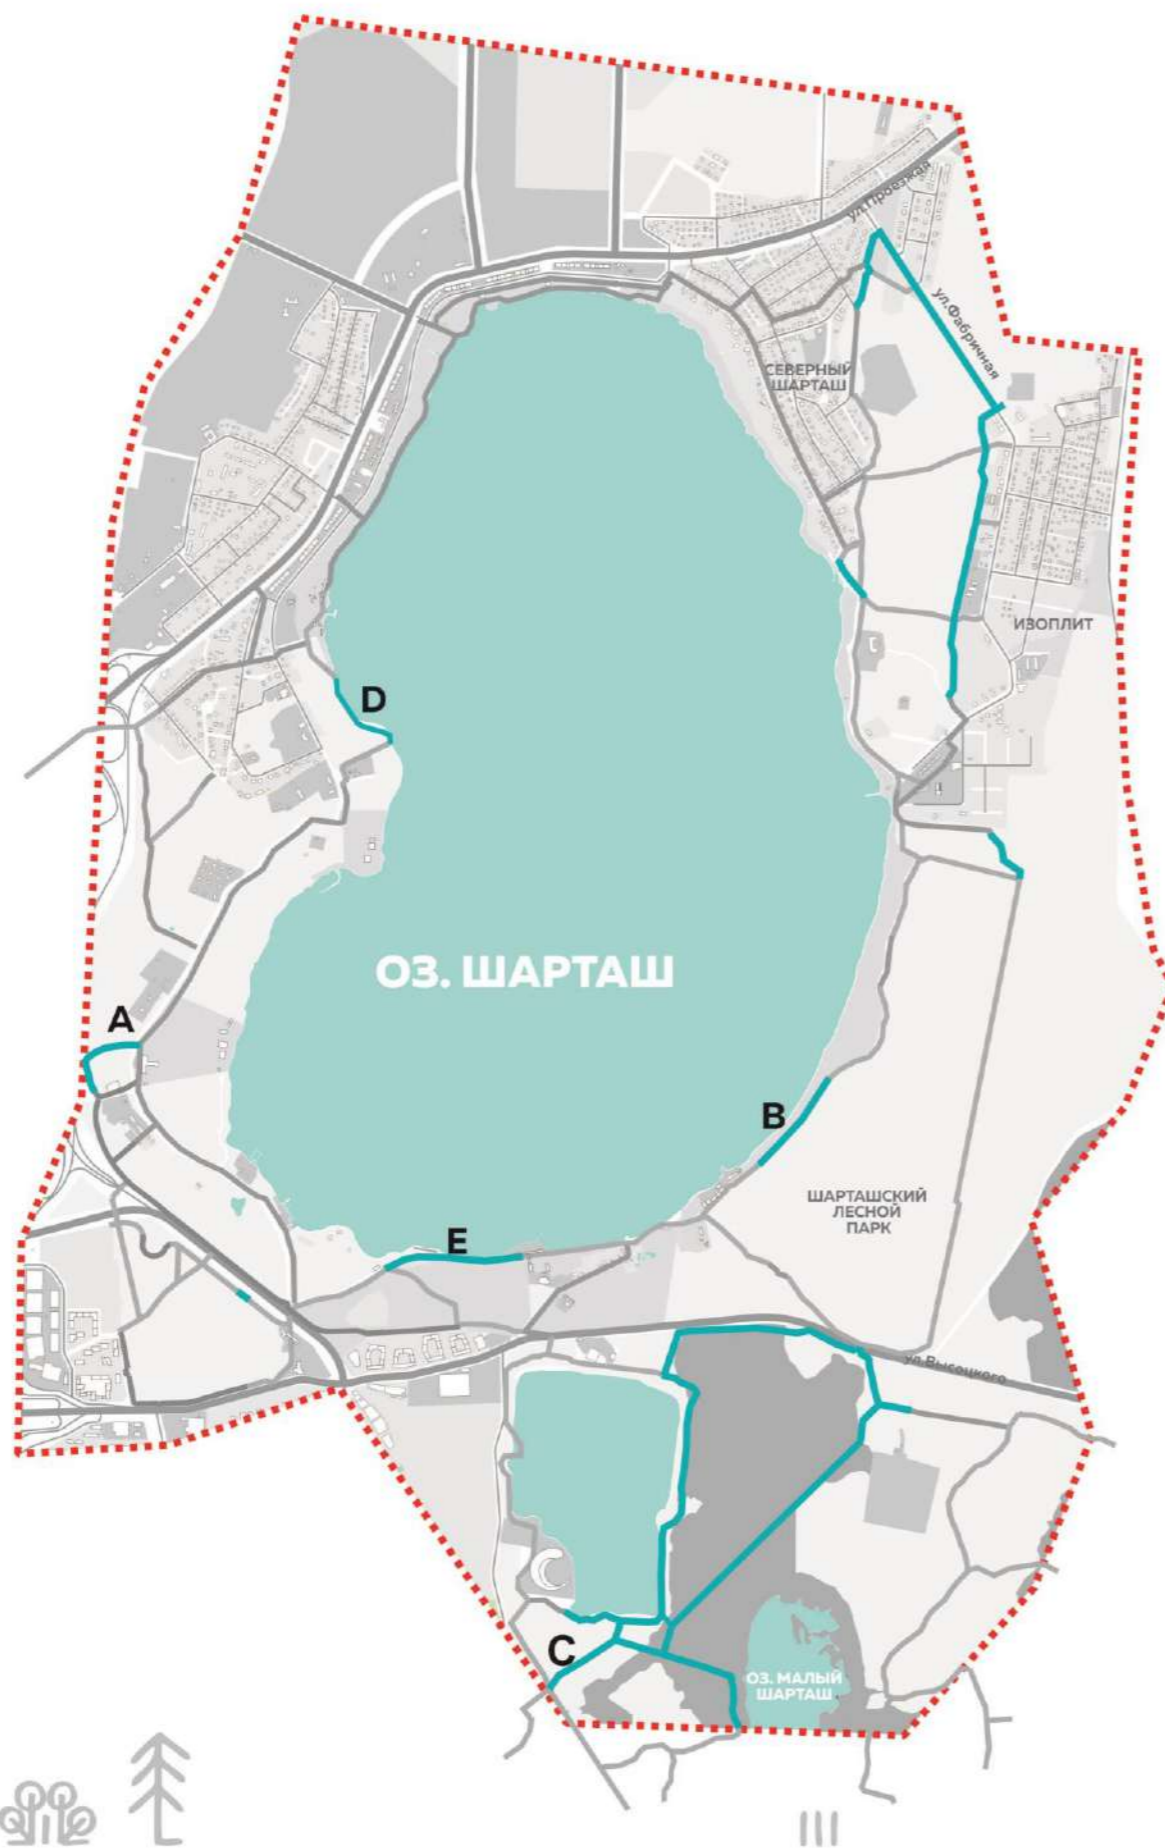 ул.Проезжая
ул.Фабричная
СЕВЕРНЫЙ
ШАРТАШ
ИЗОПЛИТ
D
ОЗ. ШАРТАШ
A
B
ШАРТАШСКИЙ
ЛЕСНОЙ
ПАРК
E
ул.Высоцкого
C
ОЗ. МАЛЫЙ
ШАРТАШ